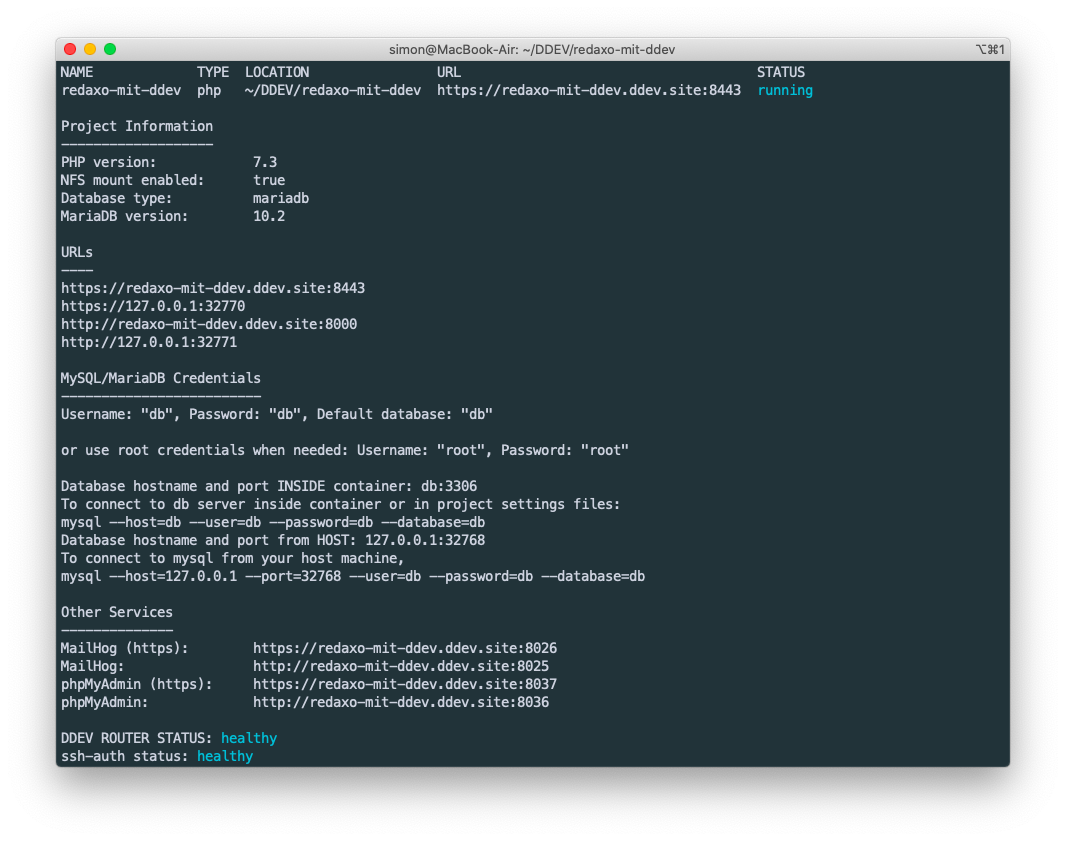 simon@MacBook-Air: ~/DDEV/redaxo-mit-ddev ⌥⌘1
NAME TYPE LOCATION URL STATUS
redaxo-mit-ddev php ~/DDEV/redaxo-mit-ddev https://redaxo-mit-ddev.ddev.site:8443 running
Project Information
-------------------
PHP version: 7.3
NFS mount enabled: true
Database type: mariadb
MariaDB version: 10.2
URLs
----
https://redaxo-mit-ddev.ddev.site:8443
https://127.0.0.1:32770
http://redaxo-mit-ddev.ddev.site:8000
http://127.0.0.1:32771
MySQL/MariaDB Credentials
-------------------------
Username: "db", Password: "db", Default database: "db"
or use root credentials when needed: Username: "root", Password: "root"
Database hostname and port INSIDE container: db:3306
To connect to db server inside container or in project settings files:
mysql --host=db --user=db --password=db --database=db
Database hostname and port from HOST: 127.0.0.1:32768
To connect to mysql from your host machine,
mysql --host=127.0.0.1 --port=32768 --user=db --password=db --database=db
Other Services
--------------
MailHog (https): https://redaxo-mit-ddev.ddev.site:8026
MailHog: http://redaxo-mit-ddev.ddev.site:8025
phpMyAdmin (https): https://redaxo-mit-ddev.ddev.site:8037
phpMyAdmin: http://redaxo-mit-ddev.ddev.site:8036
DDEV ROUTER STATUS: healthy
ssh-auth status: healthy